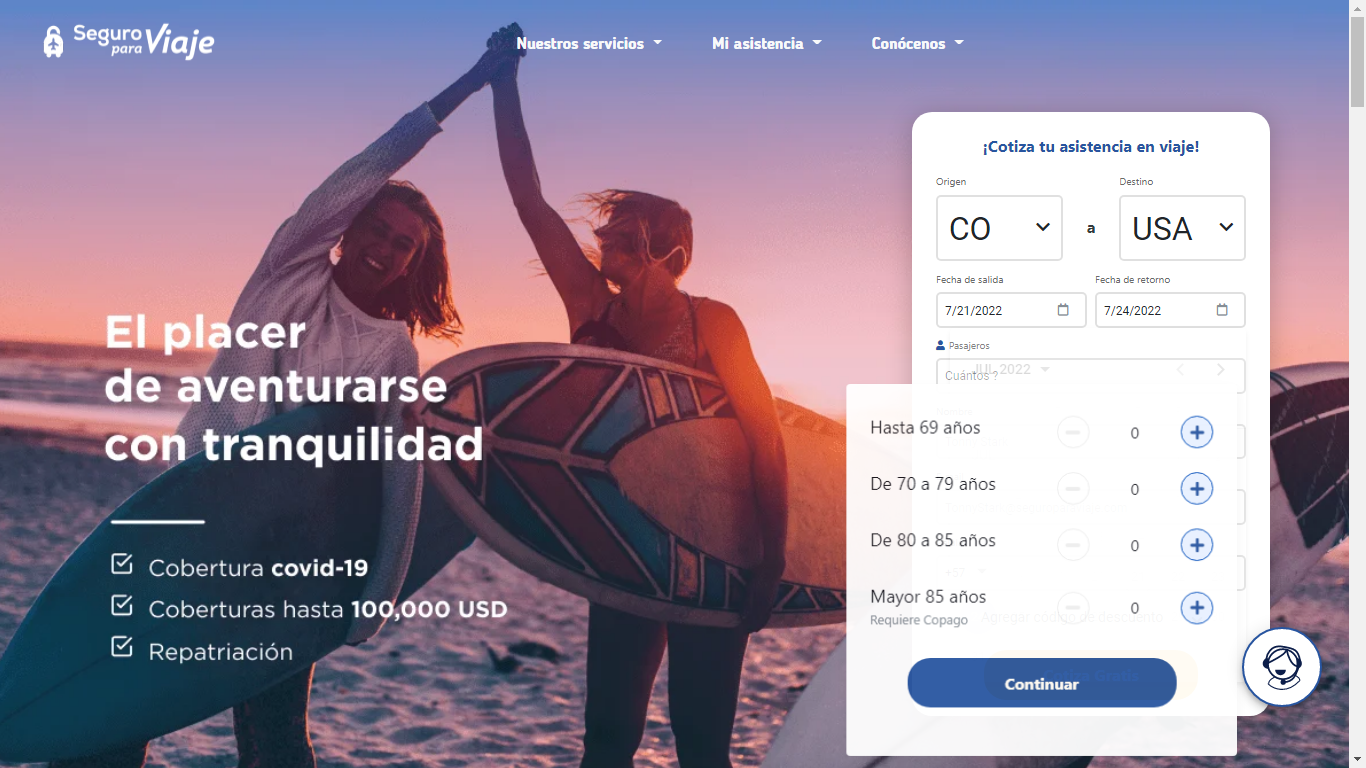 Seguro
para Viaje
Nuestros servicios
Mi asistencia
Conócenos
El placer
de aventurarse
con tranquilidad
Cobertura covid-19
Coberturas hasta 100,000 USD
Repatriación
¡Cotiza tu asistencia en viaje!
Origen
Destino
CO
a
USA
Fecha de salida
Fecha de retorno
7/21/2022
7/24/2022
Pasajeros
Cuántos ?
JUL 2022
Hasta 69 años
0
De 70 a 79 años
0
De 80 a 85 años
0
+57
Mayor 85 años
0
Requiere Copago
Agregar código de descuento
Continuar